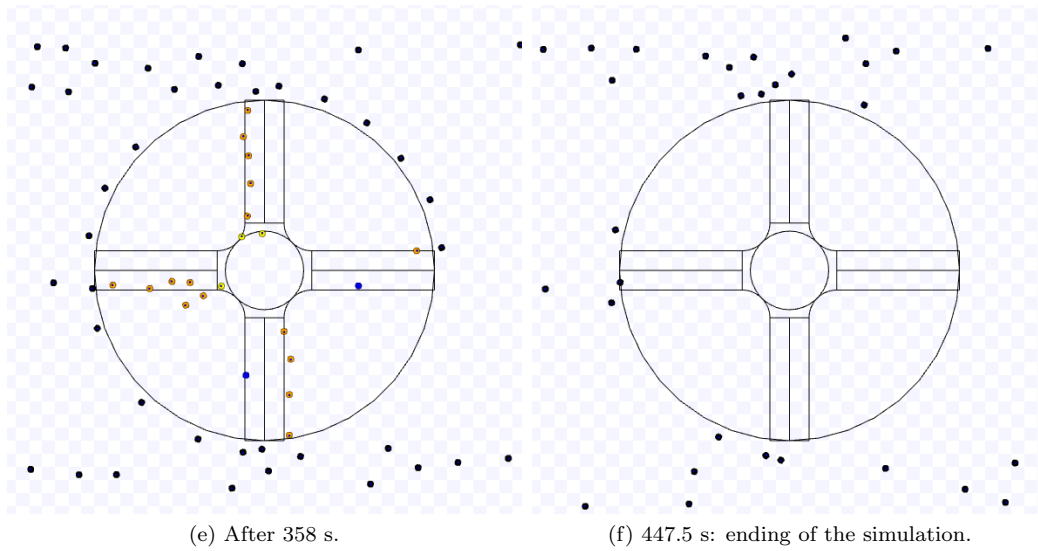 (e) After 358 s.
(f) 447.5 s: ending of the simulation.